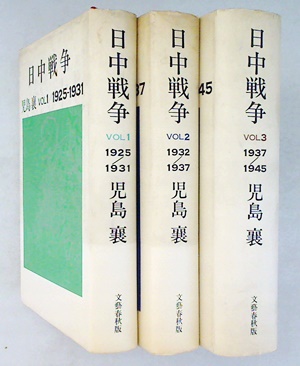 日中戦争
児島襄 VOL.1 1925-1931
日中戦争
VOL.1
1925/1931
児島襄
文藝春秋版
37
日中戦争
VOL.2
1932/1937
児島襄
文藝春秋版
45
日中戦争
VOL.3
1937/1945
児島襄
文藝春秋版